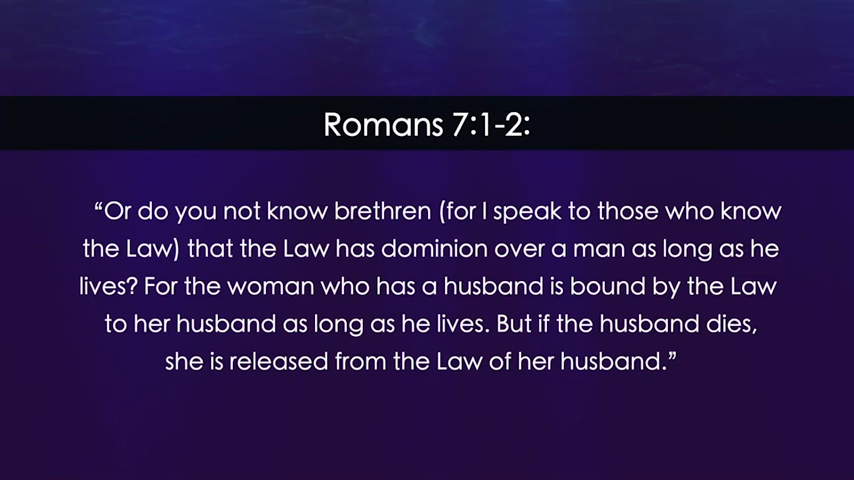 Romans 7:1-2:
“Or do you not know brethren (for I speak to those who know
the Law) that the Law has dominion over a man as long as he
lives? For the woman who has a husband is bound by the Law
to her husband as long as he lives. But if the husband dies,
she is released from the Law of her husband.”